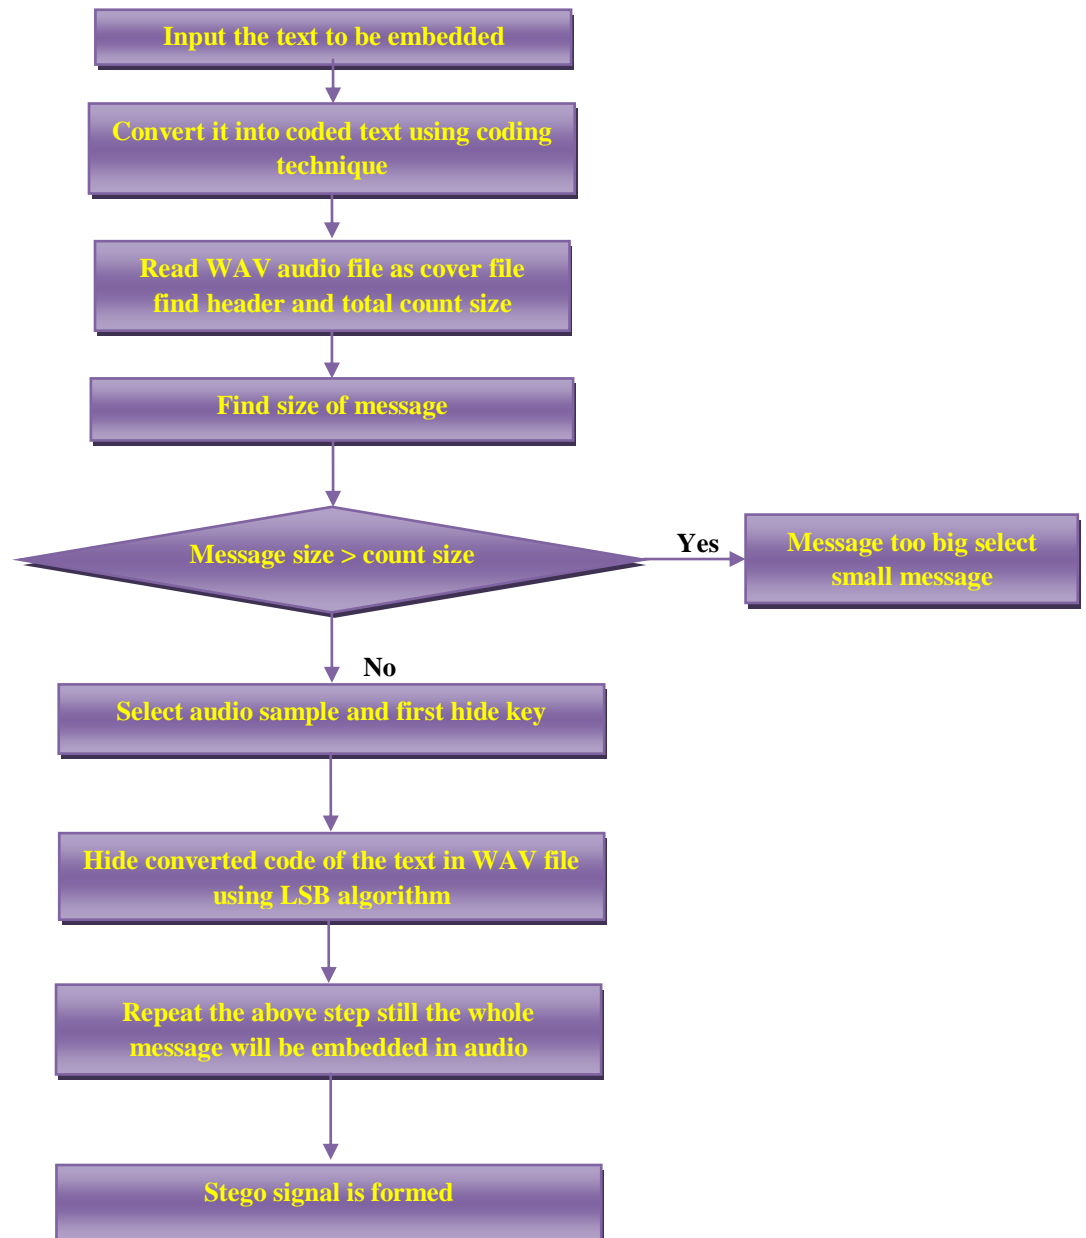 Input the text to be embedded
Convert it into coded text using coding
technique
Read WAV audio file as cover file
find header and total count size
Find size of message
Message size > count size
Yes
Message too big select
small message
No
Select audio sample and first hide key
Hide converted code of the text in WAV file
using LSB algorithm
Repeat the above step still the whole
message will be embedded in audio
Stego signal is formed